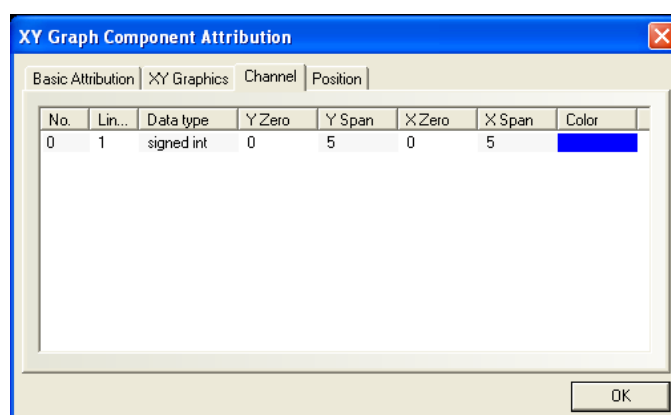 XY Graph Component Attribution
Basic Attribution XY Graphics Channel Position
No. Lin... Data type Y Zero Y Span X Zero X Span Color
0 1 signed int 0 5 0 5
OK